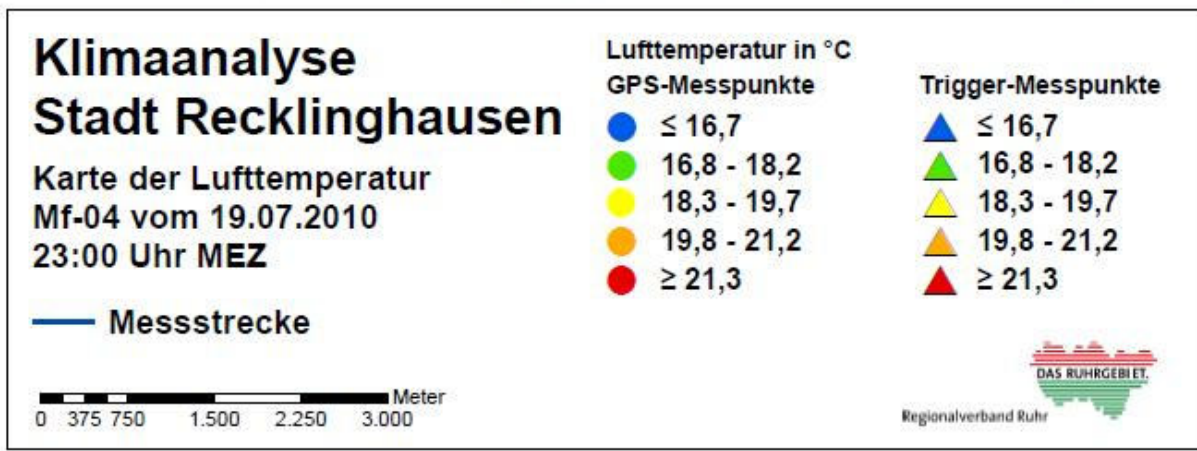 Klimaanalyse
Stadt Recklinghausen
Karte der Lufttemperatur
Mf-04 vom 19.07.2010
23:00 Uhr MEZ
Messstrecke
0 375 750 1.500 2.250 3.000 Meter
Lufttemperatur in °C
GPS-Messpunkte
≤ 16,7
16,8 - 18,2
18,3 - 19,7
19,8 - 21,2
≥ 21,3
Trigger-Messpunkte
≤ 16,7
16,8 - 18,2
18,3 - 19,7
19,8 - 21,2
≥ 21,3
DAS RUHRGEBIET.
Regionalverband Ruhr